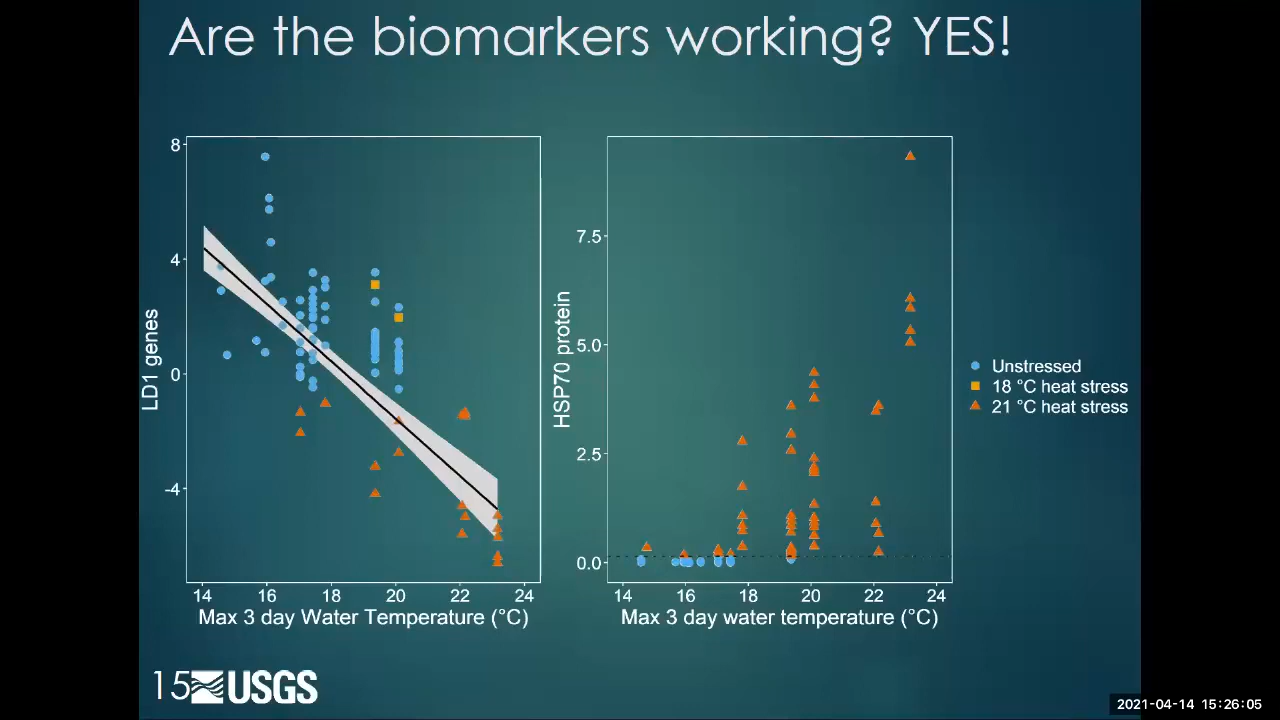 Are the biomarkers working? YES!
8
4
0
-4
LD1 genes
14 16 18 20 22 24
Max 3 day Water Temperature (°C)
7.5
5.0
2.5
0.0
HSP70 protein
14 16 18 20 22 24
Max 3 day water temperature (°C)
Unstressed
18 °C heat stress
21 °C heat stress
15 USGS
2021-04-14 15:26:05